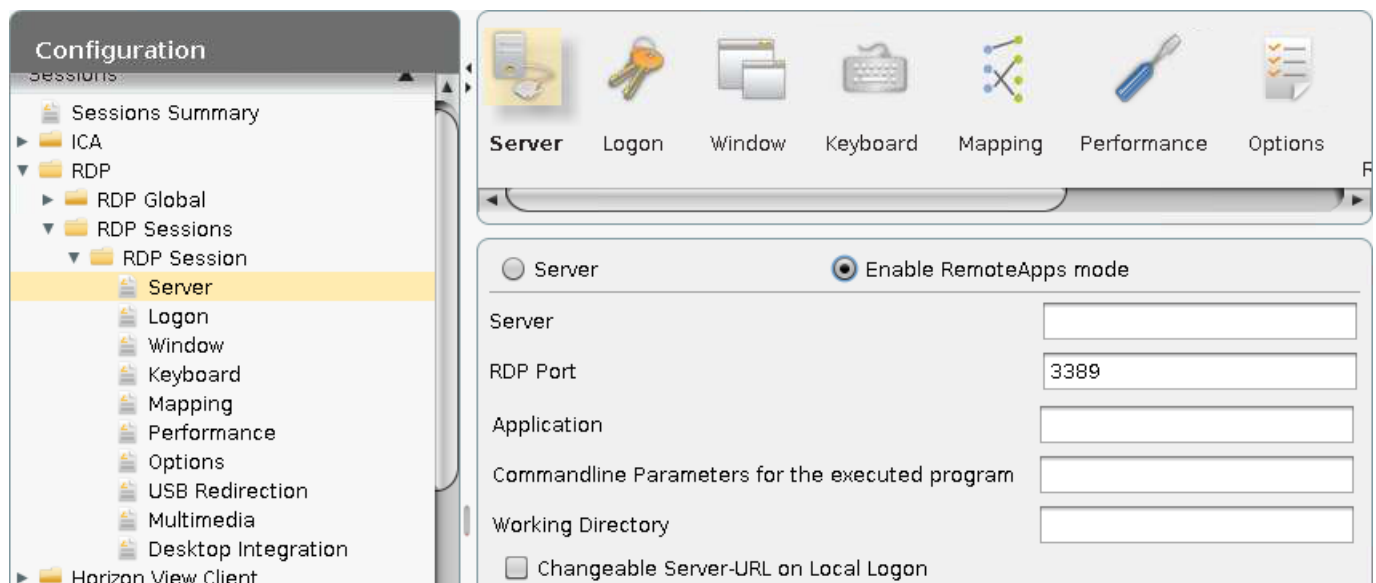 Configuration
Sessions
Sessions Summary
ICA
RDP
RDP Global
RDP Sessions
RDP Session
Server
Logon
Window
Keyboard
Mapping
Performance
Options
USB Redirection
Multimedia
Desktop Integration
Horizon View Client
Server Logon Window Keyboard Mapping Performance Options
R
Server Enable RemoteApps mode
Server
RDP Port 3389
Application
Commandline Parameters for the executed program
Working Directory
Changeable Server-URL on Local Logon